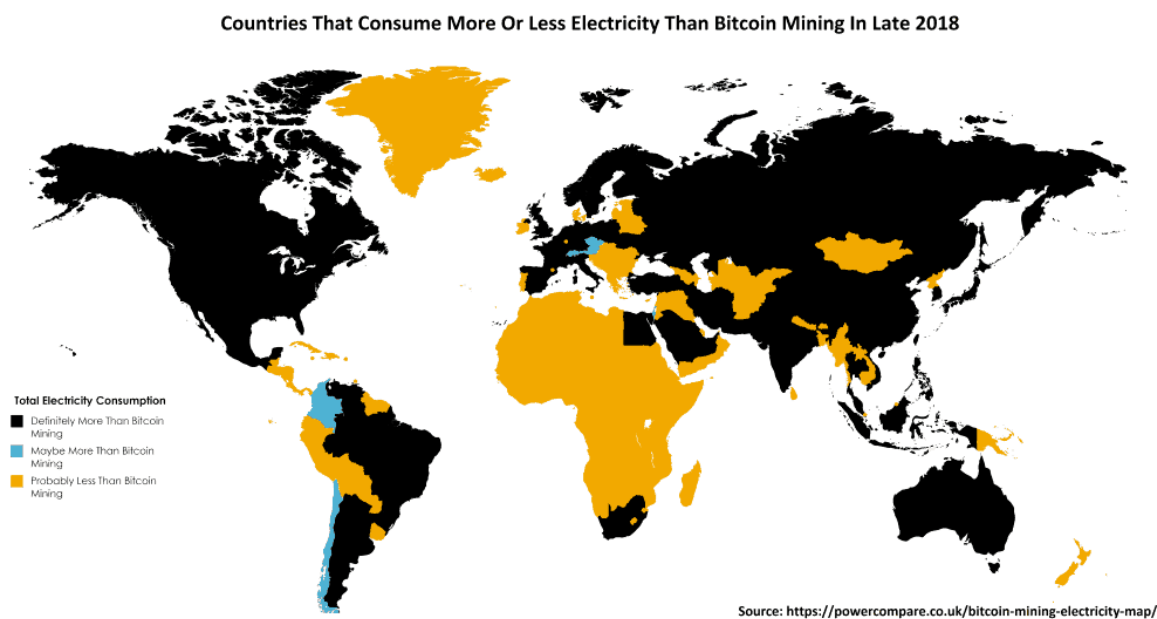 Countries That Consume More Or Less Electricity Than Bitcoin Mining In Late 2018
Total Electricity Consumption
Definitely More Than Bitcoin
Mining
Maybe More Than Bitcoin
Mining
Probably Less Than Bitcoin
Mining
Source: https://powercompare.co.uk/bitcoin-mining-electricity-map/